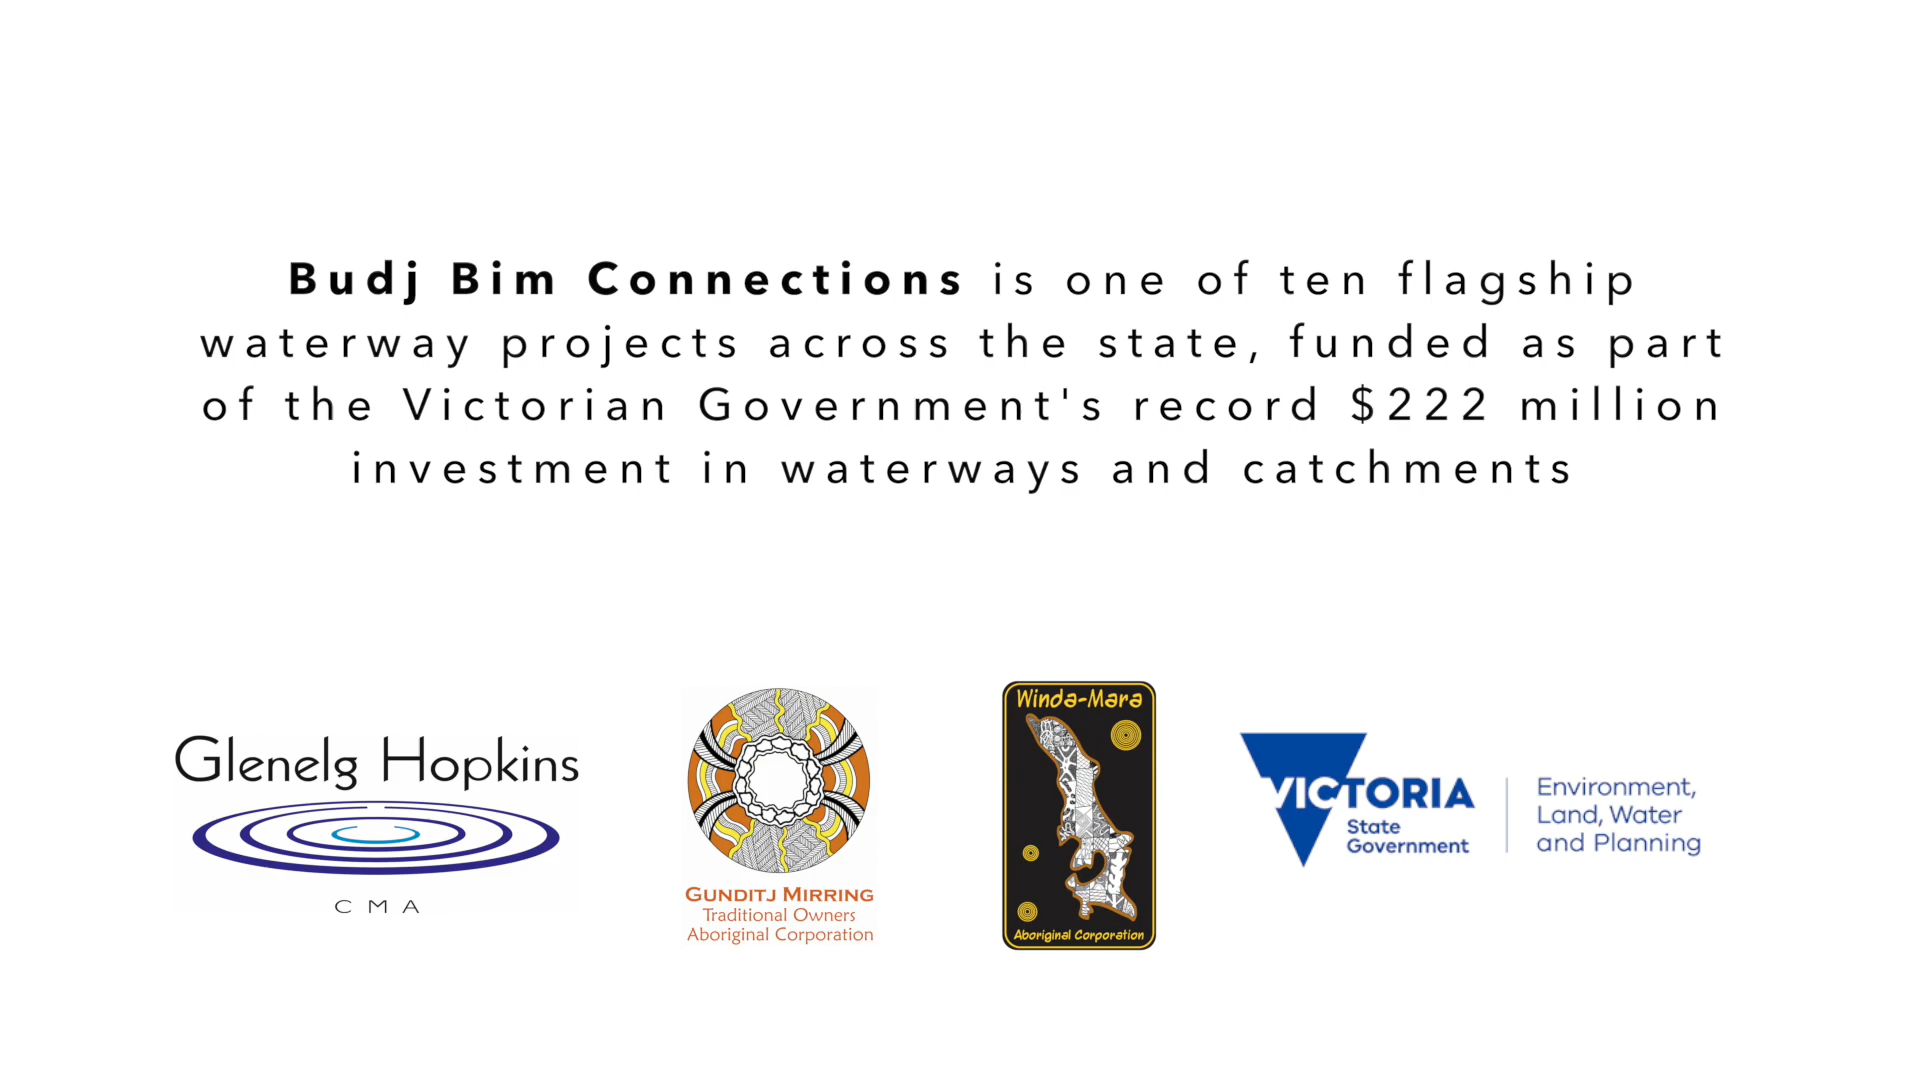 Budj Bim Connections is one of ten flagship
waterway projects across the state, funded as part
of the Victorian Government's record $222 million
investment in waterways and catchments
Glenelg Hopkins
CMA
GUNDITJ MIRRING
Traditional Owners
Aboriginal Corporation
Winda-Mara
Aboriginal Corporation
VICTORIA
State
Government
Environment,
Land, Water
and Planning